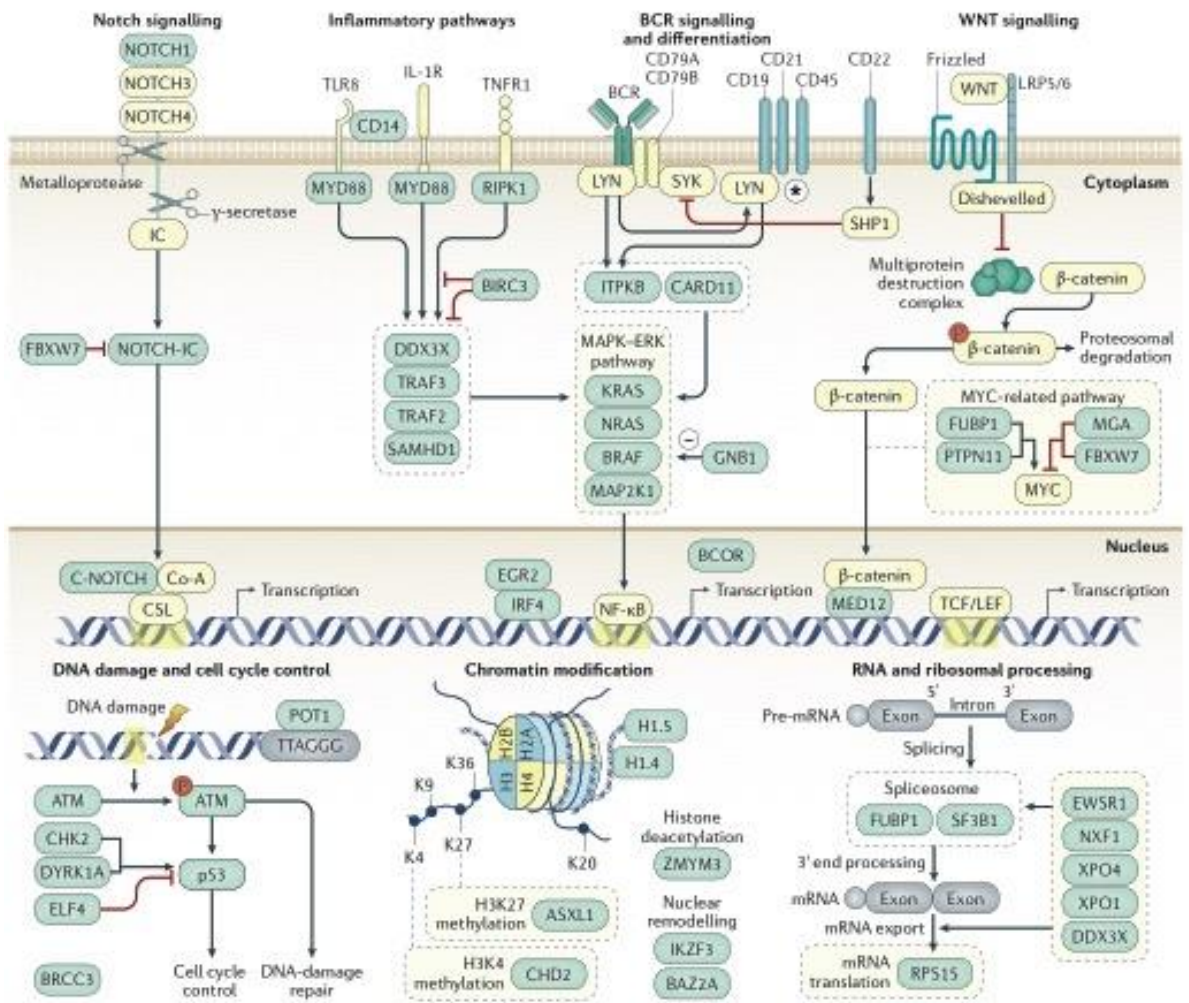 Notch signalling
NOTCH1
NOTCH3
NOTCH4
Metalloprotease
γ-secretase
IC
FBXW7
NOTCH-IC
Inflammatory pathways
TLR8
IL-1R
TNFR1
CD14
MYD88
MYD88
RIPK1
BIRC3
DDX3X
TRAF3
TRAF2
SAMHD1
BCR signalling
and differentiation
CD79A
CD79B
BCR
CD21
CD19
CD45
CD22
LYN
SYK
LYN
*
SHP1
ITPKB
CARD11
MAPK–ERK
pathway
KRAS
NRAS
BRAF
MAP2K1
−
GNB1
WNT signalling
Frizzled
WNT
LRP5/6
Cytoplasm
Dishevelled
Multiprotein
destruction
complex
β-catenin
P
β-catenin
Proteosomal
degradation
β-catenin
MYC-related pathway
FUBP1
MGA
PTPN11
FBXW7
MYC
Nucleus
C-NOTCH
Co-A
CSL
Transcription
EGR2
IRF4
NF-κB
BCOR
Transcription
β-catenin
MED12
TCF/LEF
Transcription
DNA damage and cell cycle control
DNA damage
POT1
TTAGGG
ATM
P
ATM
CHK2
DYRK1A
p53
ELF4
BRCC3
Cell cycle
control
DNA-damage
repair
Chromatin modification
H2B
H2A
H3
H4
H1.5
H1.4
K36
K9
K4
K27
K20
H3K27
methylation
ASXL1
H3K4
methylation
CHD2
Histone
deacetylation
ZMYM3
Nuclear
remodelling
IKZF3
BAZ2A
RNA and ribosomal processing
5'
Intron
3'
Pre-mRNA
Exon
Exon
Splicing
Spliceosome
FUBP1
SF3B1
EWSR1
NXF1
XPO4
XPO1
DDX3X
3' end processing
mRNA
Exon
Exon
mRNA export
mRNA
translation
RPS15